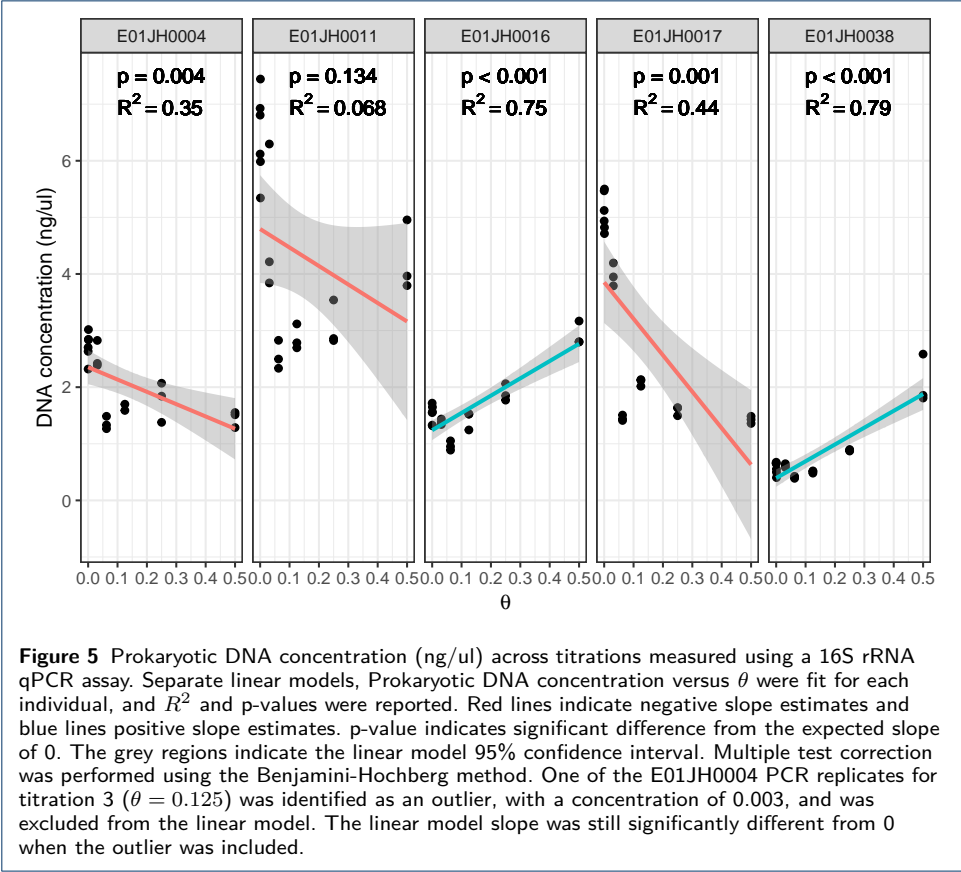 E01JH0004 E01JH0011 E01JH0016 E01JH0017 E01JH0038
p = 0.004 p = 0.134 p < 0.001 p = 0.001 p < 0.001
R² = 0.35 R² = 0.068 R² = 0.75 R² = 0.44 R² = 0.79
DNA concentration (ng/ul)
6
4
2
0
0.0 0.1 0.2 0.3 0.4 0.5 0.0 0.1 0.2 0.3 0.4 0.5 0.0 0.1 0.2 0.3 0.4 0.5 0.0 0.1 0.2 0.3 0.4 0.5 0.0 0.1 0.2 0.3 0.4 0.5
θ
Figure 5 Prokaryotic DNA concentration (ng/ul) across titrations measured using a 16S rRNA
qPCR assay. Separate linear models, Prokaryotic DNA concentration versus θ were fit for each
individual, and R² and p-values were reported. Red lines indicate negative slope estimates and
blue lines positive slope estimates. p-value indicates significant difference from the expected slope
of 0. The grey regions indicate the linear model 95% confidence interval. Multiple test correction
was performed using the Benjamini-Hochberg method. One of the E01JH0004 PCR replicates for
titration 3 (θ = 0.125) was identified as an outlier, with a concentration of 0.003, and was
excluded from the linear model. The linear model slope was still significantly different from 0
when the outlier was included.